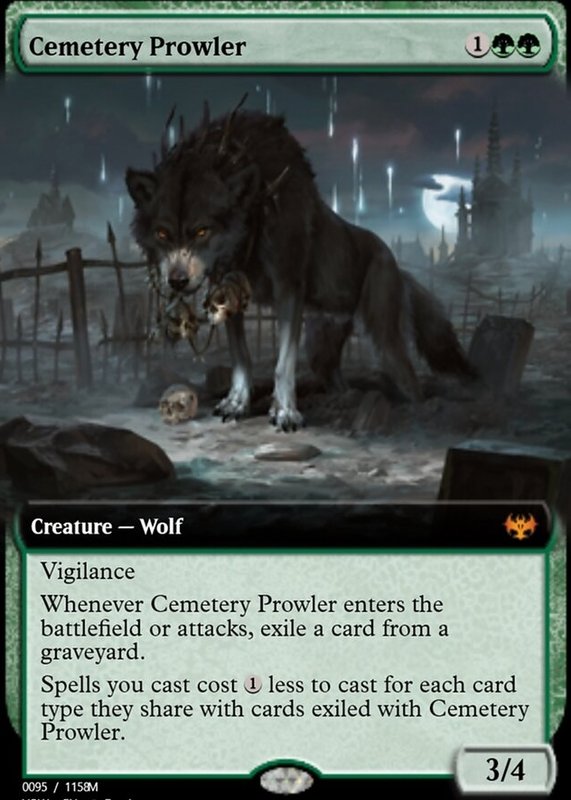 Cemetery Prowler 1
Creature — Wolf
Vigilance
Whenever Cemetery Prowler enters the
battlefield or attacks, exile a card from a
graveyard.
Spells you cast cost 1 less to cast for each card
type they share with cards exiled with Cemetery
Prowler.
3/4
0095 / 1158M